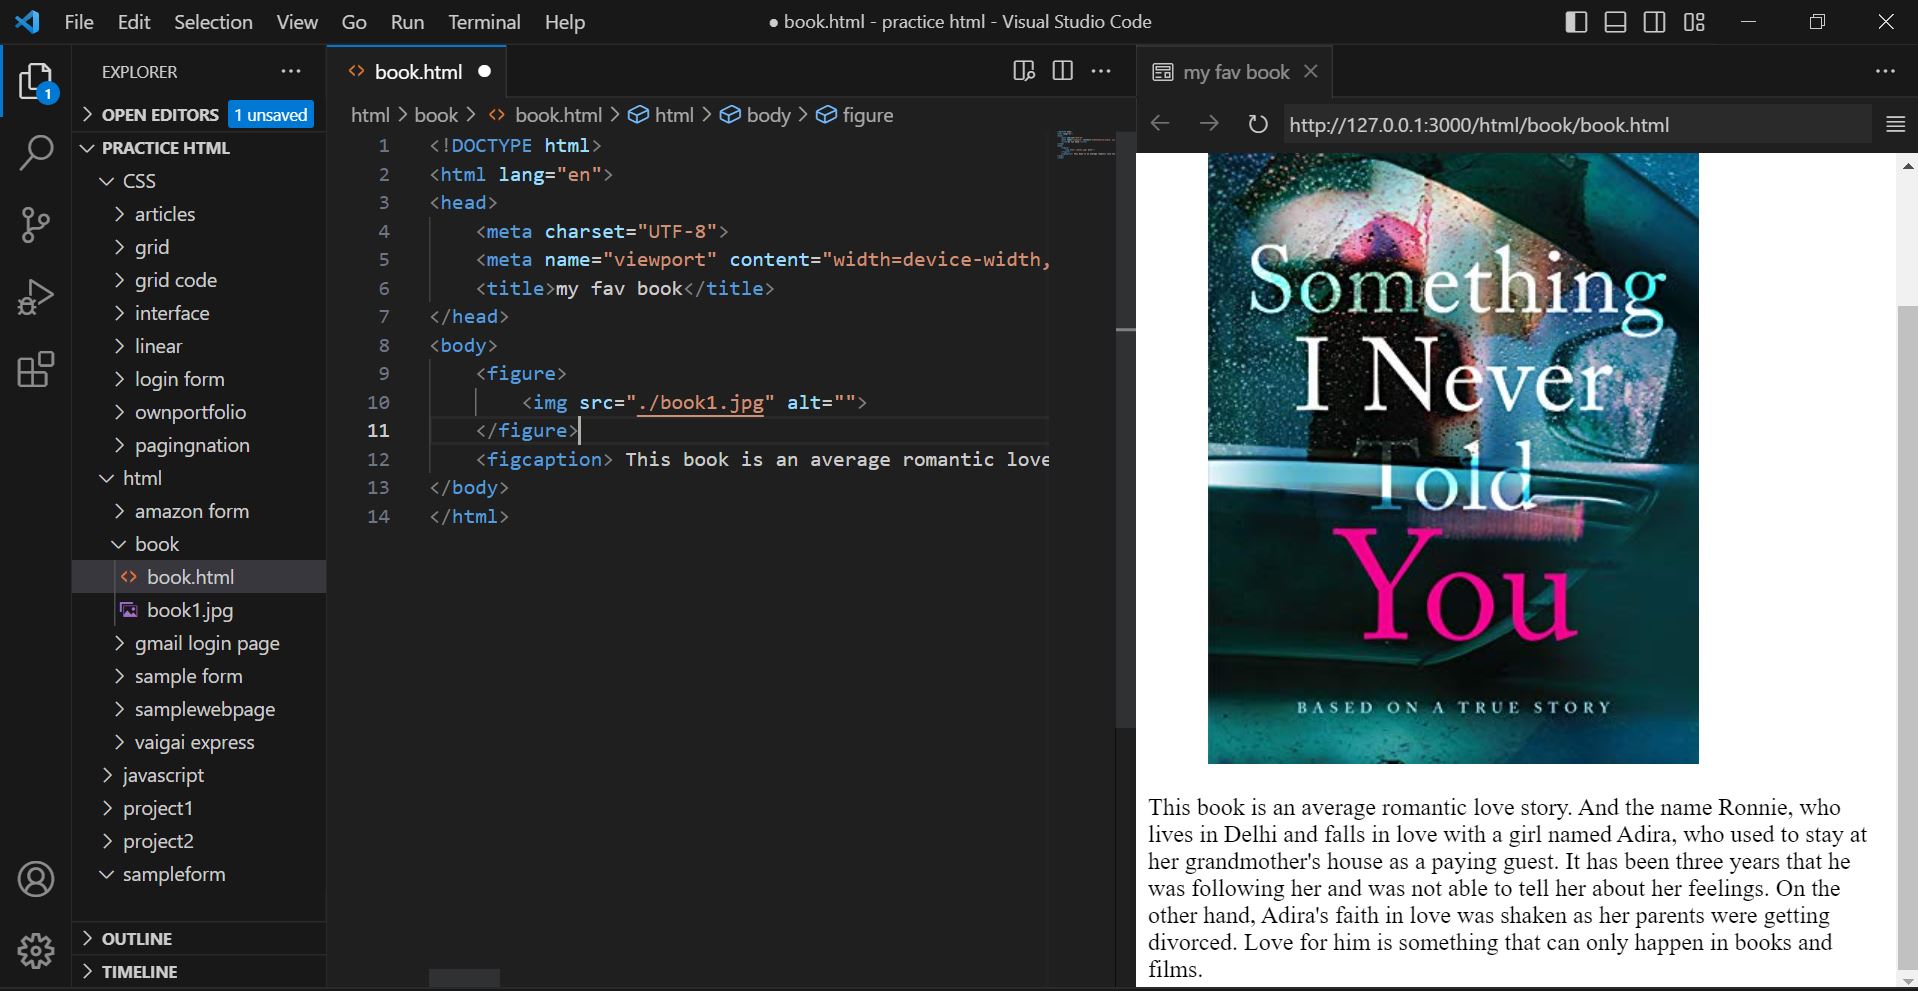 File Edit Selection View Go Run Terminal Help
● book.html - practice html - Visual Studio Code
EXPLORER
1
OPEN EDITORS 1 unsaved
PRACTICE HTML
CSS
articles
grid
grid code
interface
linear
login form
ownportfolio
pagingnation
html
amazon form
book
book.html
book1.jpg
gmail login page
sample form
samplewebpage
vaigai express
javascript
project1
project2
sampleform
OUTLINE
TIMELINE
book.html
html > book > book.html > html > body > figure
1 <!DOCTYPE html>
2 <html lang="en">
3 <head>
4 <meta charset="UTF-8">
5 <meta name="viewport" content="width=device-width,
6 <title>my fav book</title>
7 </head>
8 <body>
9 <figure>
10 <img src="./book1.jpg" alt="">
11 </figure>
12 <figcaption> This book is an average romantic love
13 </body>
14 </html>
my fav book
http://127.0.0.1:3000/html/book/book.html
Something
I Never
Told
You
BASED ON A TRUE STORY
This book is an average romantic love story. And the name Ronnie, who
lives in Delhi and falls in love with a girl named Adira, who used to stay at
her grandmother's house as a paying guest. It has been three years that he
was following her and was not able to tell her about her feelings. On the
other hand, Adira's faith in love was shaken as her parents were getting
divorced. Love for him is something that can only happen in books and
films.